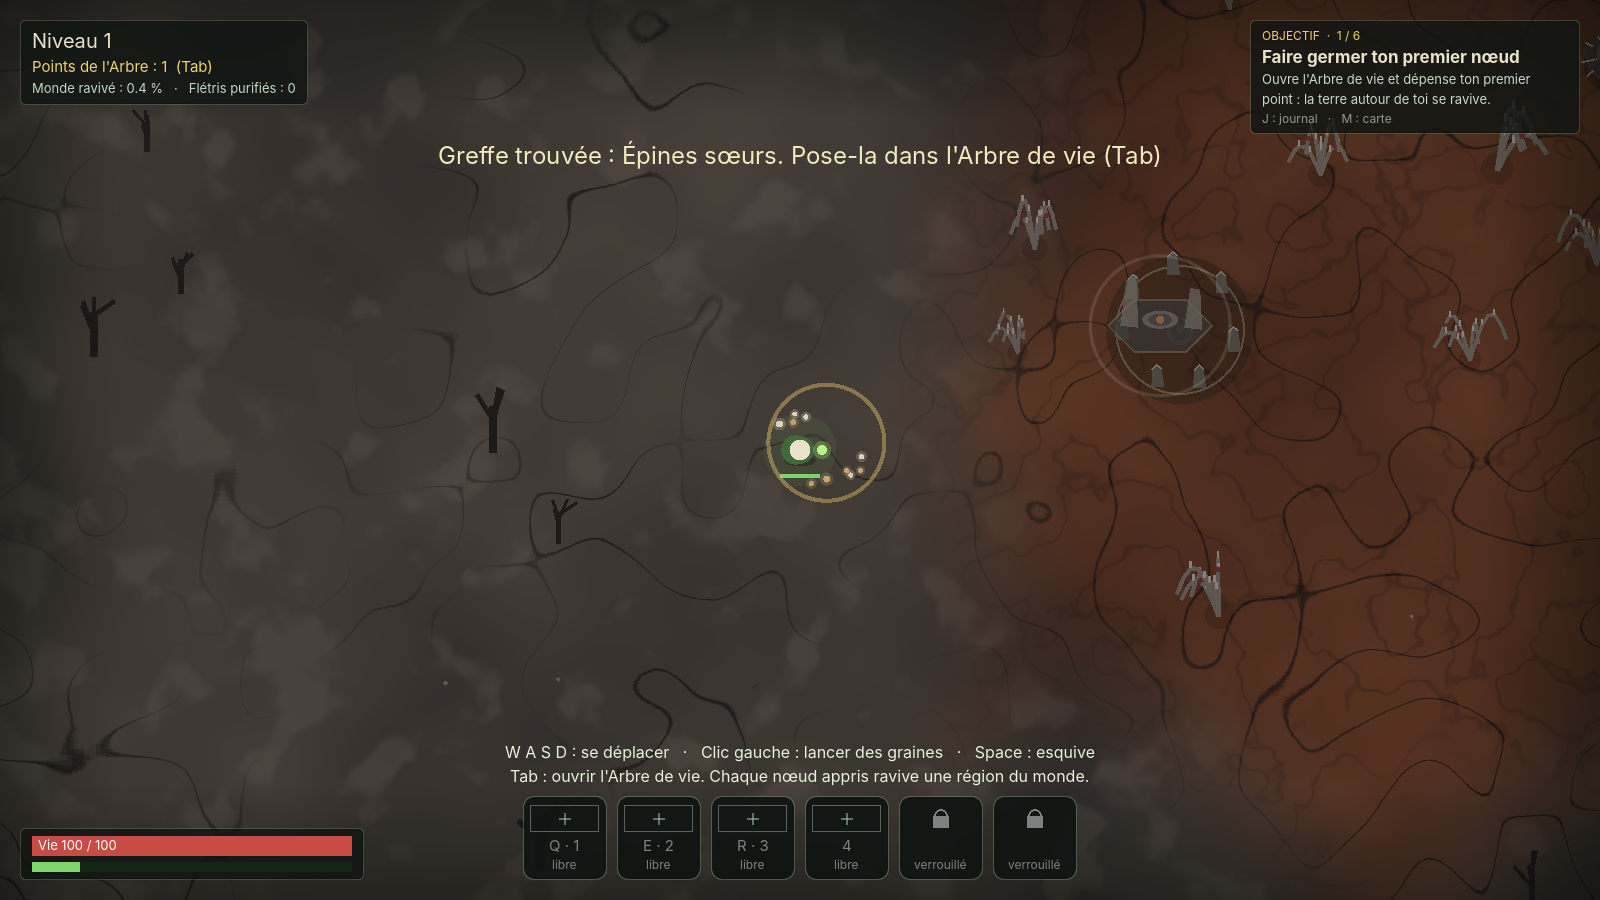 Niveau 1
Points de l'Arbre : 1 (Tab)
Monde ravivé : 0.4 % · Flétris purifiés : 0
OBJECTIF · 1 / 6
Faire germer ton premier nœud
Ouvre l'Arbre de vie et dépense ton premier
point : la terre autour de toi se ravive.
J : journal · M : carte
Greffe trouvée : Épines sœurs. Pose-la dans l'Arbre de vie (Tab)
W A S D : se déplacer · Clic gauche : lancer des graines · Space : esquive
Tab : ouvrir l'Arbre de vie. Chaque nœud appris ravive une région du monde.
Vie 100 / 100
Q · 1
libre
E · 2
libre
R · 3
libre
4
libre
verrouillé
verrouillé